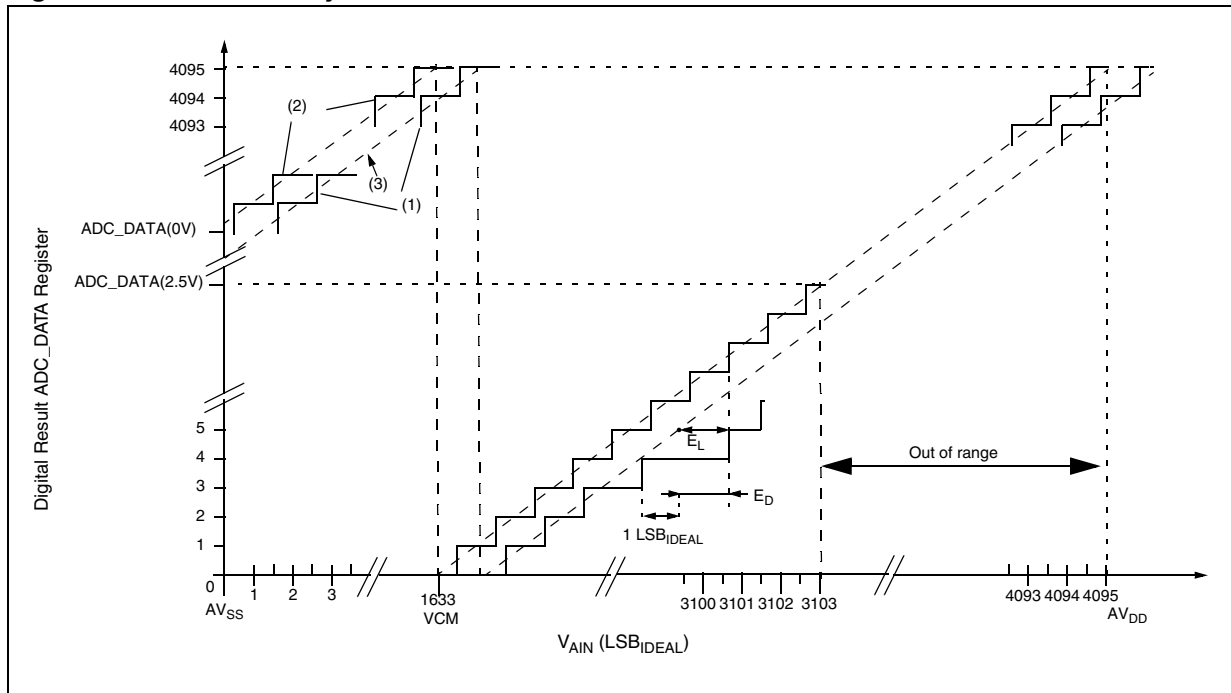 4095
4094
4093
(2)
(3)
(1)
ADC_DATA(0V)
ADC_DATA(2.5V)
Digital Result ADC_DATA Register
5
4
3
2
1
0
E_L
E_D
1 LSB_IDEAL
Out of range
1 2 3
1633
3100 3101 3102 3103
4093 4094 4095
AV_SS
VCM
AV_DD
V_AIN (LSB_IDEAL)